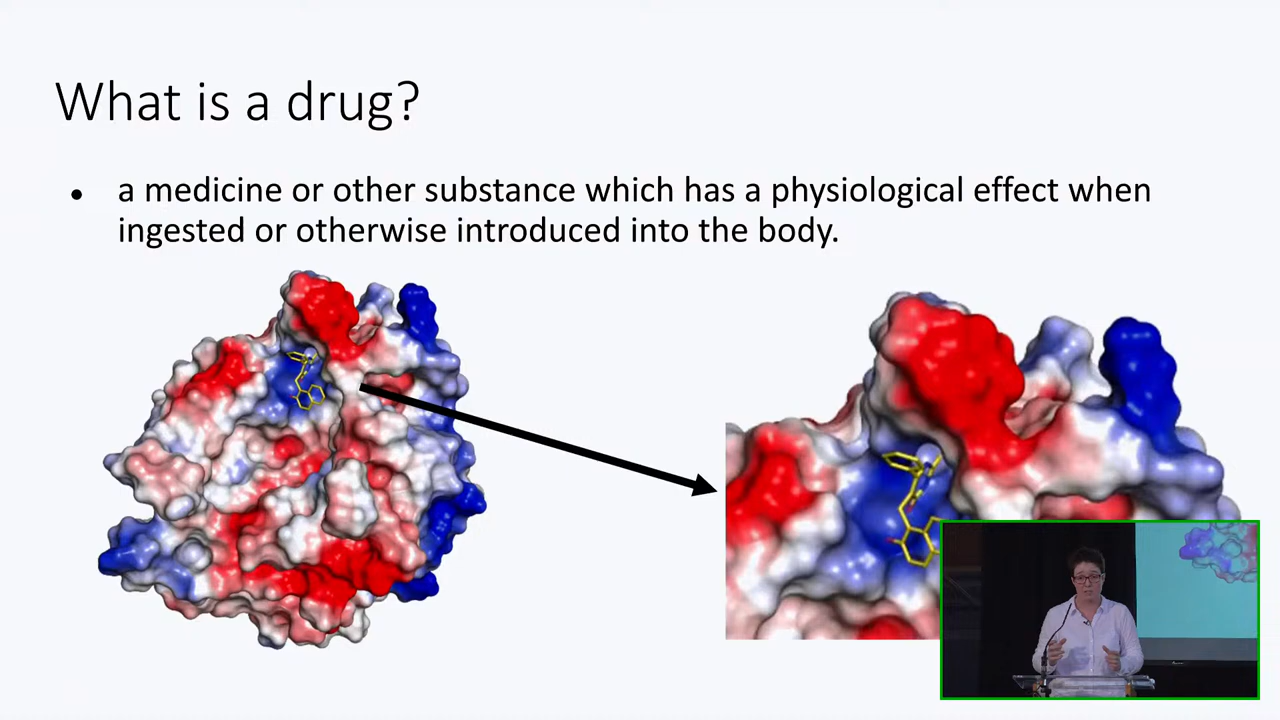 What is a drug?
● a medicine or other substance which has a physiological effect when
ingested or otherwise introduced into the body.